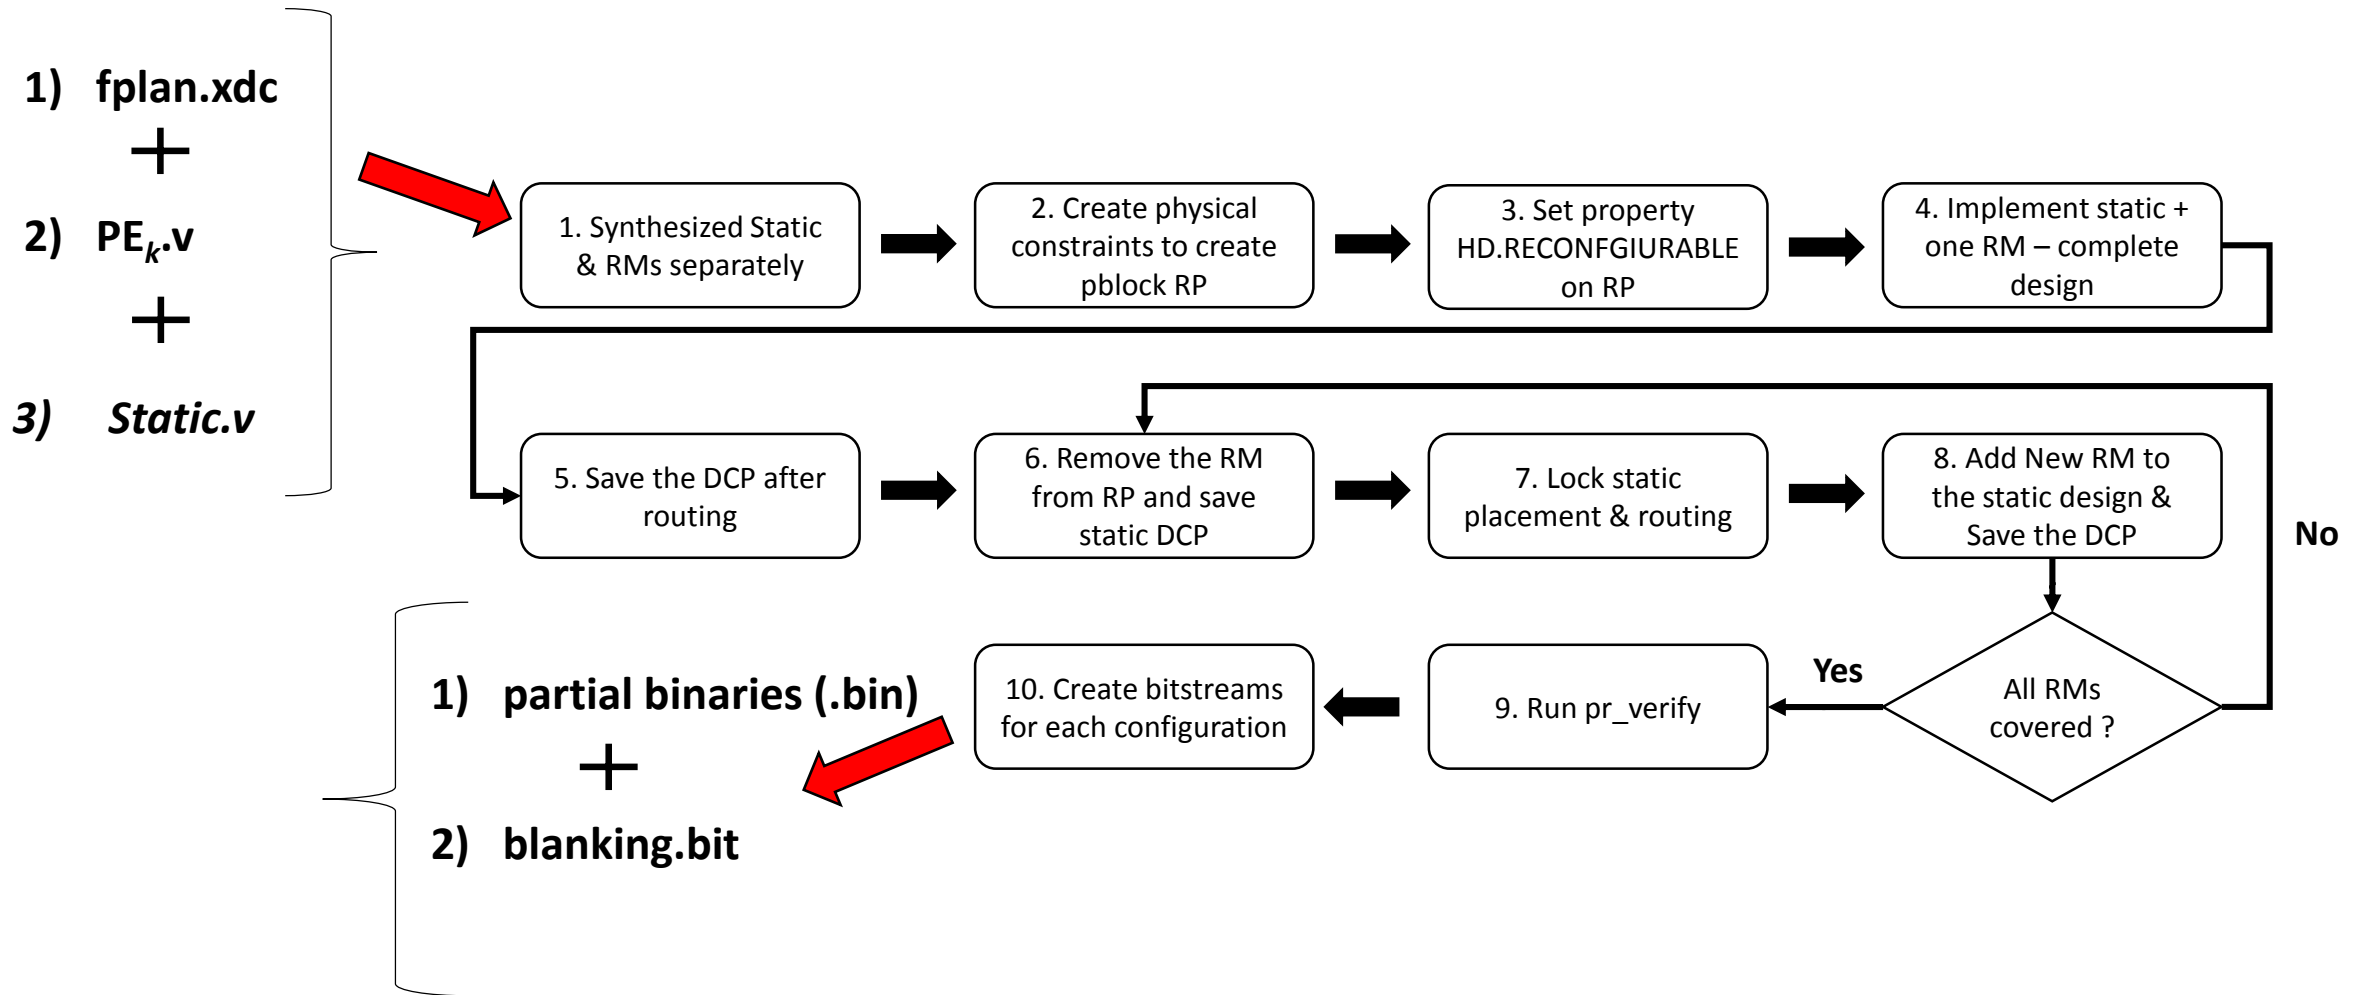 1) fplan.xdc
+
2) PEk.v
+
3) Static.v
1. Synthesized Static
& RMs separately
2. Create physical
constraints to create
pblock RP
3. Set property
HD.RECONFGIURABLE
on RP
4. Implement static +
one RM – complete
design
5. Save the DCP after
routing
6. Remove the RM
from RP and save
static DCP
7. Lock static
placement & routing
8. Add New RM to
the static design &
Save the DCP
No
All RMs
covered ?
Yes
9. Run pr_verify
10. Create bitstreams
for each configuration
1) partial binaries (.bin)
+
2) blanking.bit